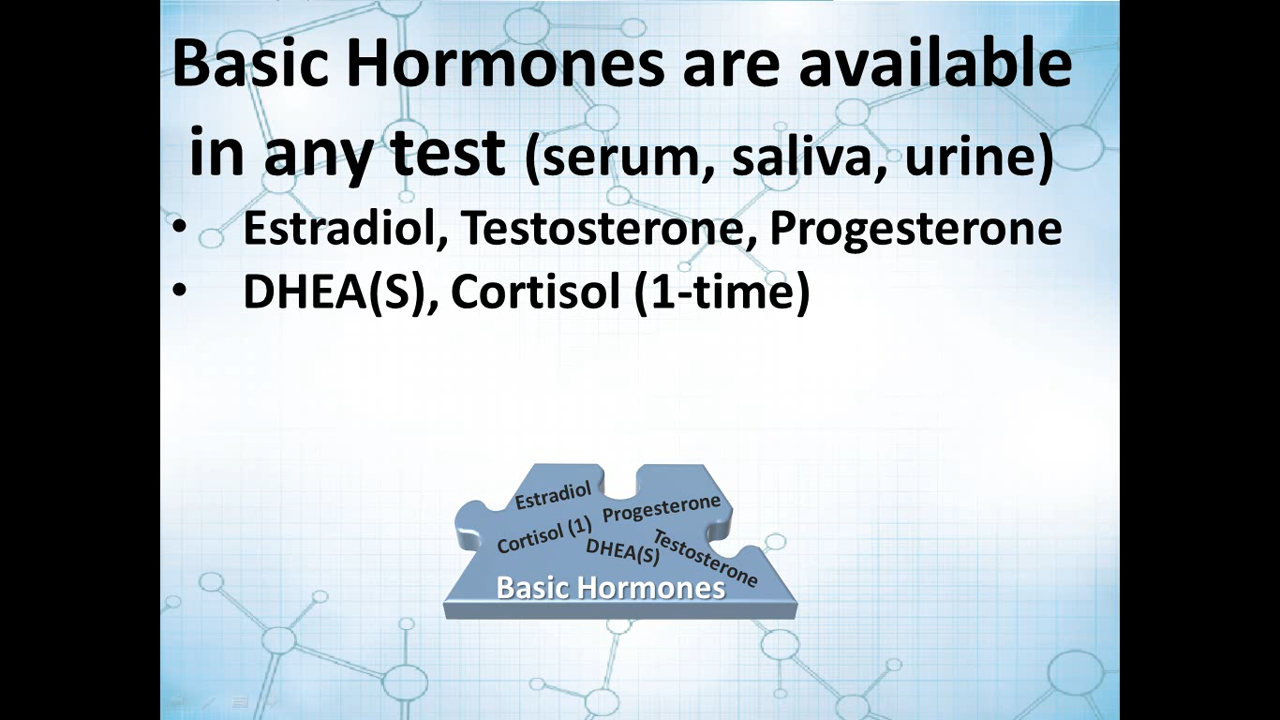 Basic Hormones are available
in any test (serum, saliva, urine)
• Estradiol, Testosterone, Progesterone
• DHEA(S), Cortisol (1-time)
Estradiol
Progesterone
Cortisol (1)
DHEA(S)
Testosterone
Basic Hormones